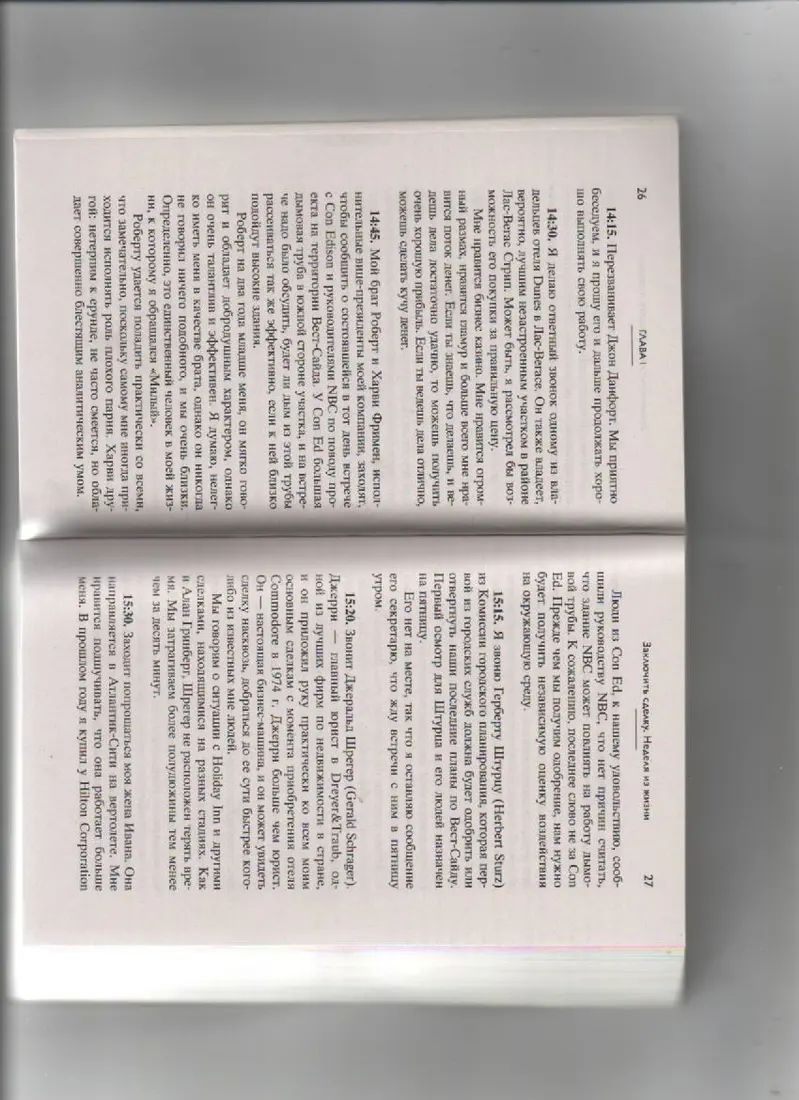 26
ГЛАВА I
14:15. Перезванивает Джон Данфорт. Мы приятно
беседуем, и я прошу его и дальше продолжать хоро-
шо выполнять свою работу.
14:30. Я делаю ответный звонок одному из вла-
дельцев отеля Dunes в Лас-Вегасе. Он также владеет,
вероятно, лучшим незастроенным участком в районе
Лас-Вегас Стрип. Может быть, я рассмотрел бы воз-
можность его покупки за правильную цену.
Мне нравится бизнес казино. Мне нравится огром-
ный размах, нравится гламур и больше всего мне нра-
вится поток денег. Если ты знаешь, что делаешь, и ве-
дешь дела достаточно удачно, то можешь получить
очень хорошую прибыль. Если ты ведешь дела отлично,
можешь сделать кучу денег.
14:45. Мой брат Роберт и Харви Фримен, испол-
нительные вице-президенты моей компании, заходят,
чтобы сообщить о состоявшейся в тот день встрече
с Con Edison и руководителями NBC по поводу про-
екта на территории Вест-Сайда. У Con Ed большая
дымовая труба в южной стороне участка, и на встре-
че надо было обсудить, будет ли дым из этой трубы
рассеиваться так же эффективно, если к ней близко
подойдут высокие здания.
Роберт на два года младше меня, он мягко гово-
рит и обладает добродушным характером, однако
он очень талантлив и эффективен. Я думаю, нелег-
ко иметь меня в качестве брата, однако он никогда
не говорил ничего подобного, и мы очень близки.
Определенно, это единственный человек в моей жиз-
ни, к которому я обращался «Милый».
Роберту удается поладить практически со всеми,
что замечательно, поскольку самому мне иногда при-
ходится исполнять роль плохого парня. Харви дру-
гой: нетерпим к ерунде, не часто смеется, но обла-
дает совершенно блестящим аналитическим умом.
Заключить сделку. Неделя из жизни
27
Люди из Con Ed, к нашему удовольствию, сооб-
щили руководству NBC, что нет причин считать,
что здание NBC может повлиять на работу дымо-
вой трубы. К сожалению, последнее слово не за Con
Ed. Прежде чем мы получим одобрение, нам нужно
будет получить независимую оценку воздействия
на окружающую среду.
15:15. Я звоню Герберту Штурцу (Herbert Sturz)
из Комиссии городского планирования, которая пер-
вой из городских служб должна будет одобрить или
отвергнуть наши последние планы по Вест-Сайду.
Первый осмотр для Штурца и его людей назначен
на пятницу.
Его нет на месте, так что я оставляю сообщение
его секретарю, что жду встречи с ним в пятницу
утром.
15:20. Звонит Джеральд Шрегер (Gerald Schrager).
Джерри — главный юрист в Dreyer&Traub, од-
ной из лучших фирм по недвижимости в стране,
и он приложил руку практически ко всем моим
основным сделкам с момента приобретения отеля
Commodore в 1974 г. Джерри больше чем юрист.
Он — настоящая бизнес-машина, и он может увидеть
сделку насквозь, добраться до ее сути быстрее кого-
либо из известных мне людей.
Мы говорим о ситуации с Holiday Inn и другими
сделками, находящимися на разных стадиях. Как
и Алан Гринберг, Шрегер не расположен терять вре-
мя. Мы затрагиваем более полудюжины тем менее
чем за десять минут.
15:30. Заходит попрощаться моя жена Ивана. Она
направляется в Атлантик-Сити на вертолете. Мне
нравится подшучивать, что она работает больше
меня. В прошлом году я купил у Hilton Corporation